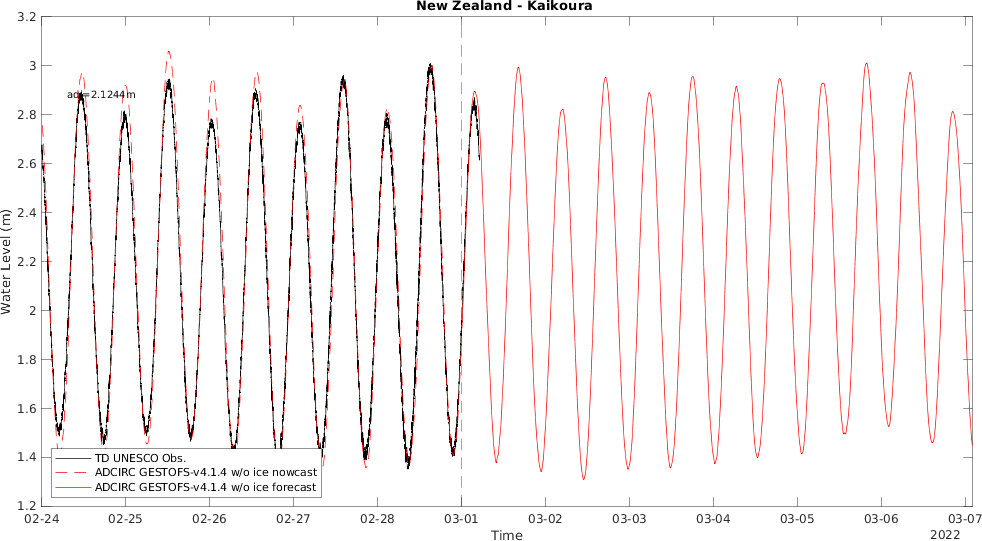 New Zealand - Kaikoura
3.2
3
2.8
2.6
2.4
2.2
2
1.8
1.6
1.4
1.2
Water Level (m)
adj=2.1244m
TD UNESCO Obs.
ADCIRC GESTOFS-v4.1.4 w/o ice nowcast
ADCIRC GESTOFS-v4.1.4 w/o ice forecast
02-24 02-25 02-26 02-27 02-28 03-01 03-02 03-03 03-04 03-05 03-06 03-07
Time
2022